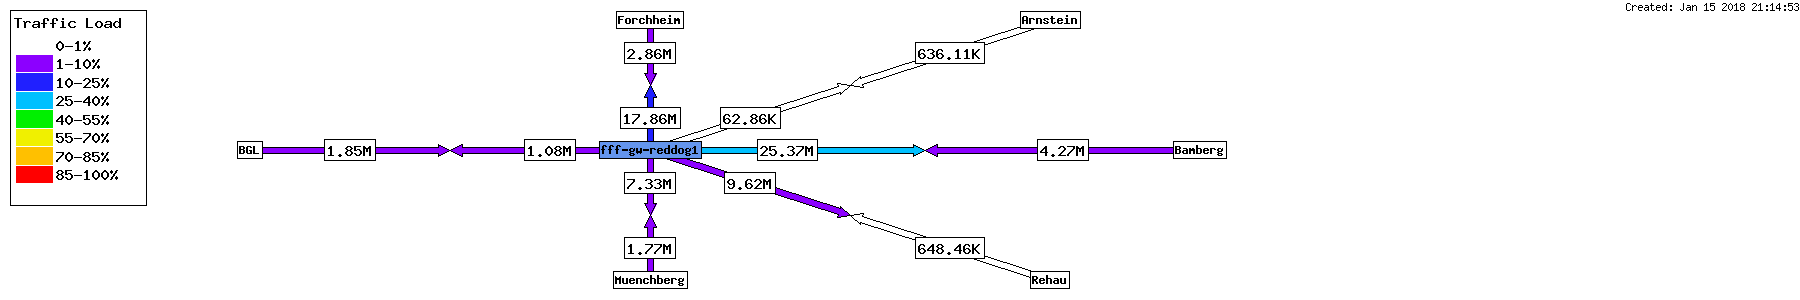 Created: Jan 15 2018 21:14:53
Traffic Load
0-1%
1-10%
10-25%
25-40%
40-55%
55-70%
70-85%
85-100%
Forchheim
Arnstein
2.86M
636.11K
17.86M
62.86K
BGL
1.85M
1.08M
fff-gw-reddog1
25.37M
4.27M
Bamberg
7.33M
9.62M
1.77M
648.46K
Muenchberg
Rehau